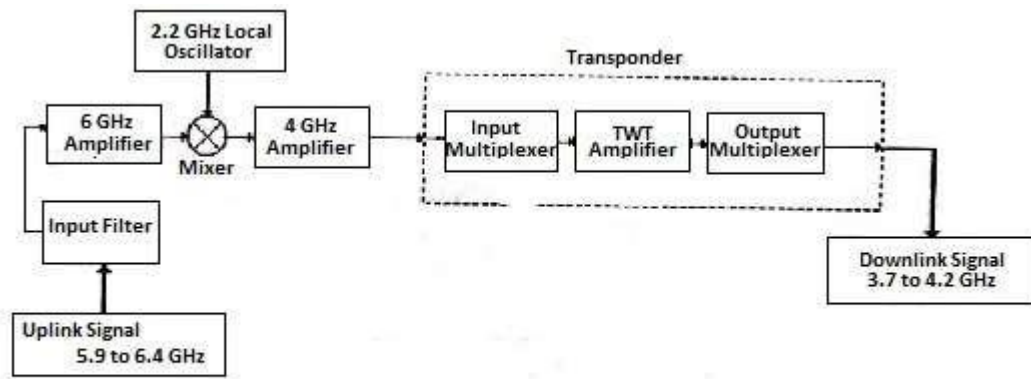 2.2 GHz Local
Oscillator
Transponder
6 GHz
Amplifier
Mixer
4 GHz
Amplifier
Input
Multiplexer
TWT
Amplifier
Output
Multiplexer
Input Filter
Downlink Signal
3.7 to 4.2 GHz
Uplink Signal
5.9 to 6.4 GHz